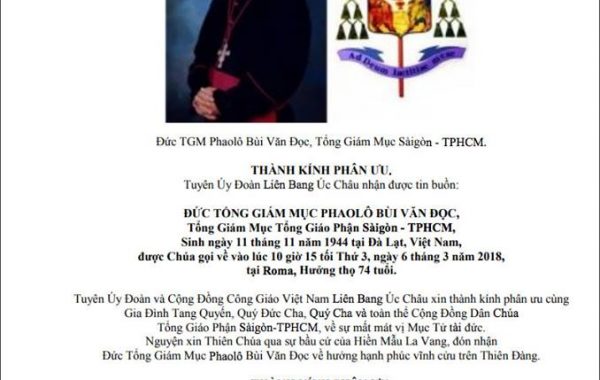 Ad Deum laetitiae meae
Đức TGM Phaolô Bùi Văn Đọc, Tổng Giám Mục Sàigòn - TPHCM.
THÀNH KÍNH PHÂN ƯU.
Tuyên Úy Đoàn Liên Bang Úc Châu nhận được tin buồn:
ĐỨC TỔNG GIÁM MỤC PHAOLÔ BÙI VĂN ĐỌC,
Tổng Giám Mục Tổng Giáo Phận Sàigòn - TPHCM,
Sinh ngày 11 tháng 11 năm 1944 tại Đà Lạt, Việt Nam,
được Chúa gọi về vào lúc 10 giờ 15 tối Thứ 3, ngày 6 tháng 3 năm 2018,
tại Roma, Hưởng thọ 74 tuổi.
Tuyên Úy Đoàn và Cộng Đồng Công Giáo Việt Nam Liên Bang Úc Châu xin thành kính phân ưu cùng
Gia Đình Tang Quyến, Quý Đức Cha, Quý Cha và toàn thể Cộng Đồng Dân Chúa
Tổng Giáo Phận Sàigòn-TPHCM, về sự mất mát vị Mục Tử tài đức.
Nguyện xin Thiên Chúa qua sự bầu cử của Hiền Mẫu La Vang, đón nhận
Đức Tổng Giám Mục Phaolô Bùi Văn Đọc về hưởng hạnh phúc vĩnh cứu trên Thiên Đàng.